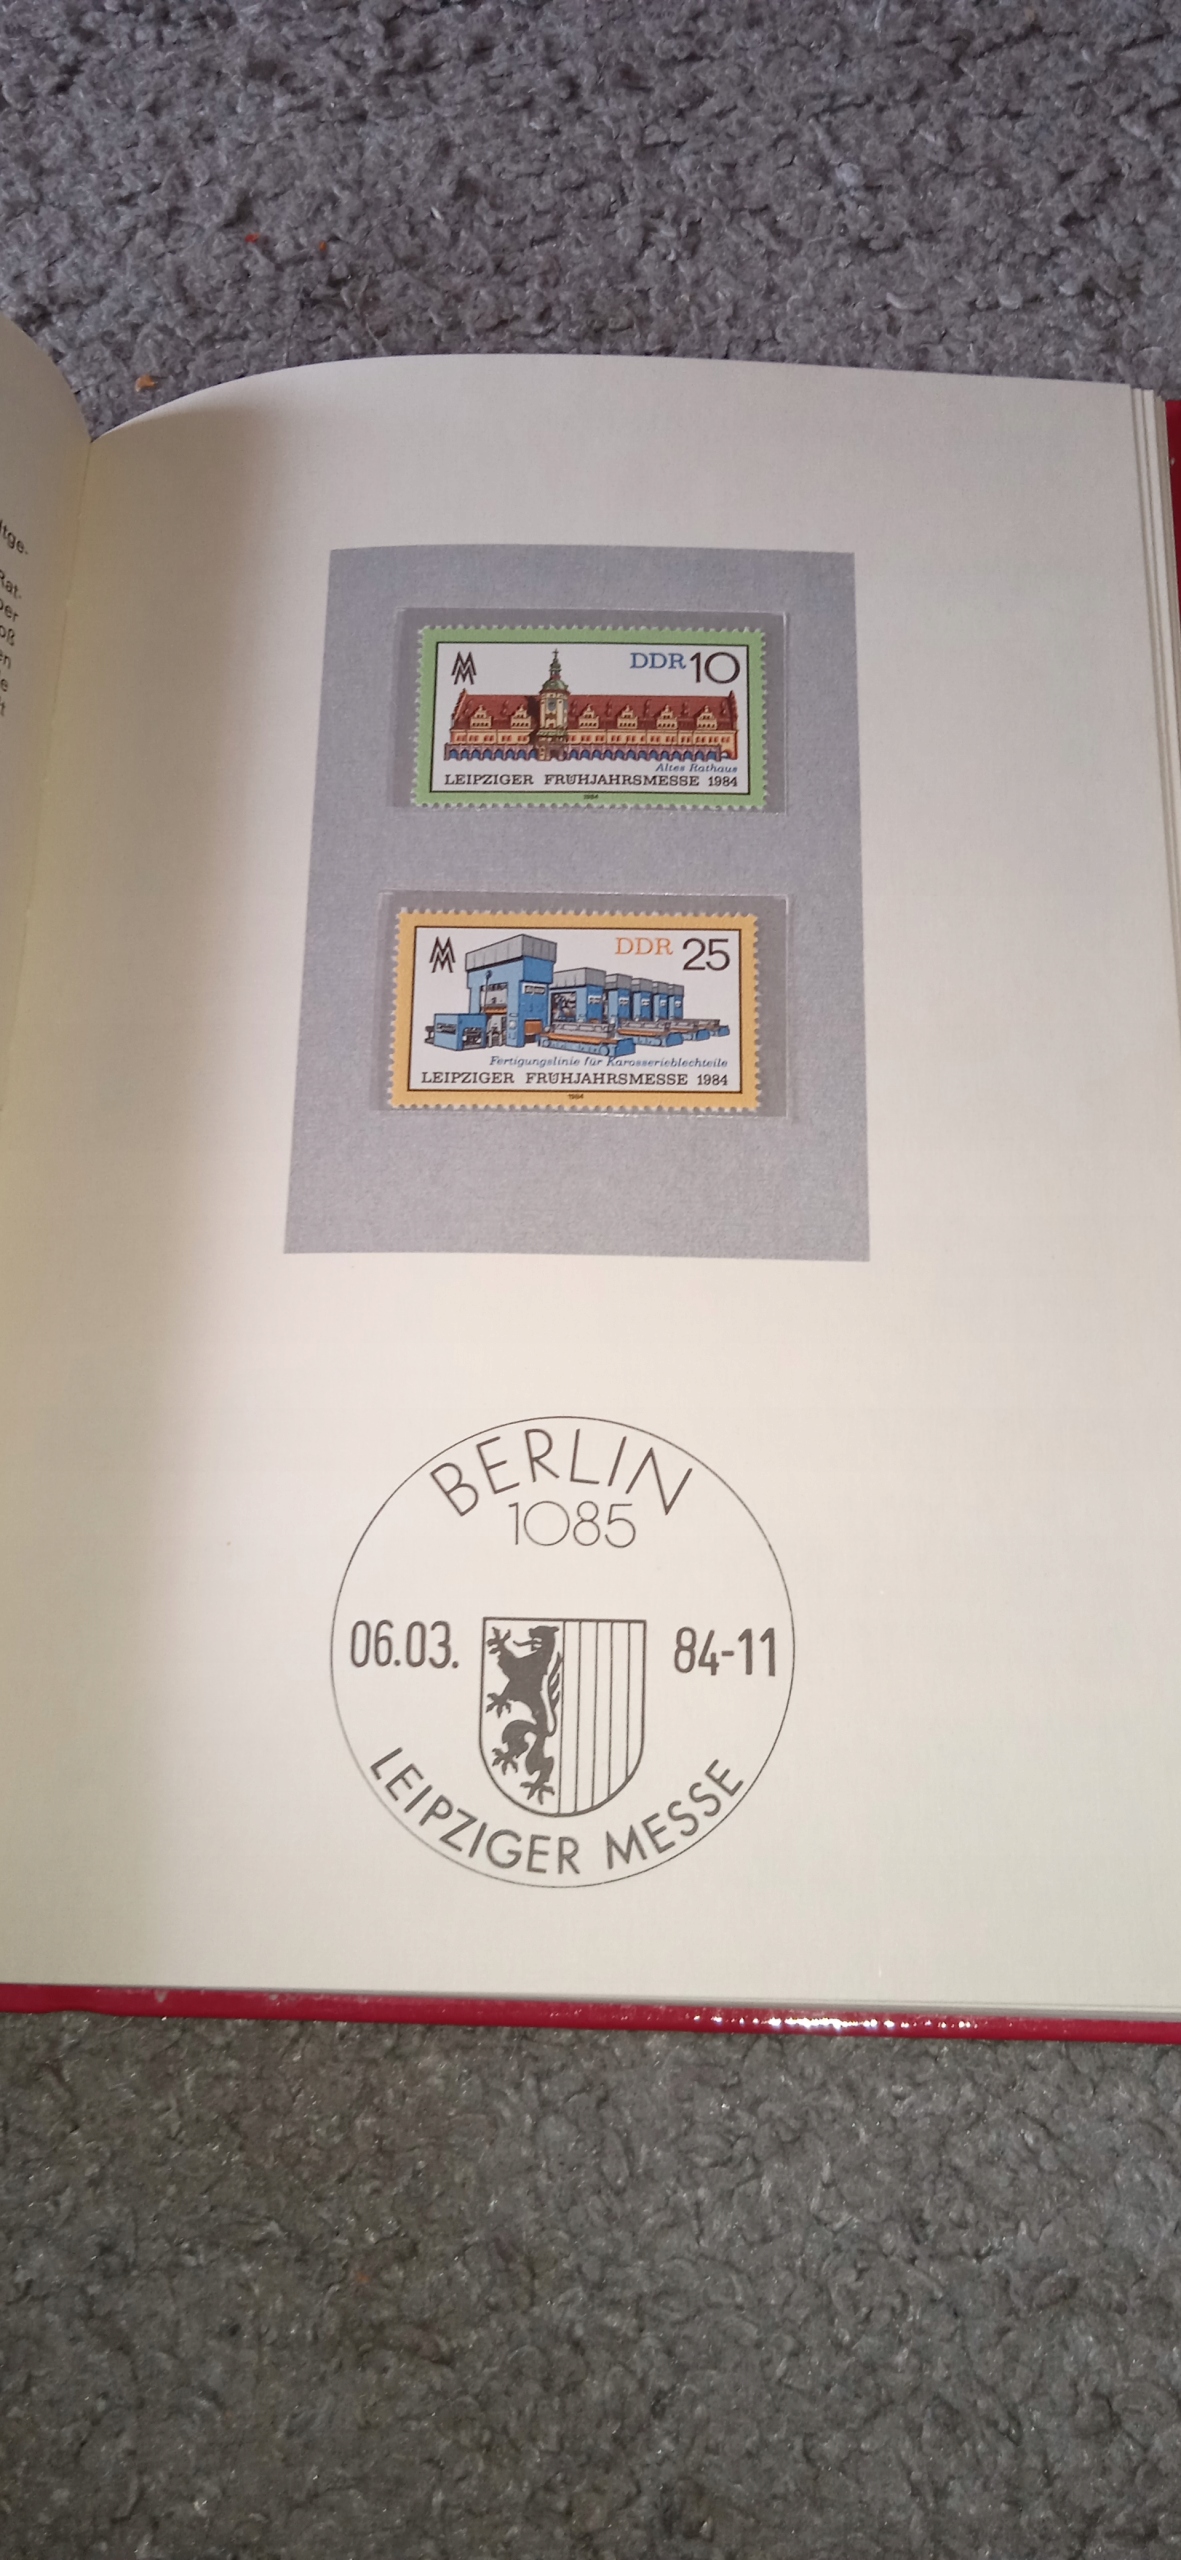 DDR 10
Altes Rathaus
LEIPZIGER FRÜHJAHRSMESSE 1984
1984
DDR 25
Fertigungslinie für Karosserieblechteile
LEIPZIGER FRÜHJAHRSMESSE 1984
1984
BERLIN
1085
06.03. 84-11
LEIPZIGER MESSE